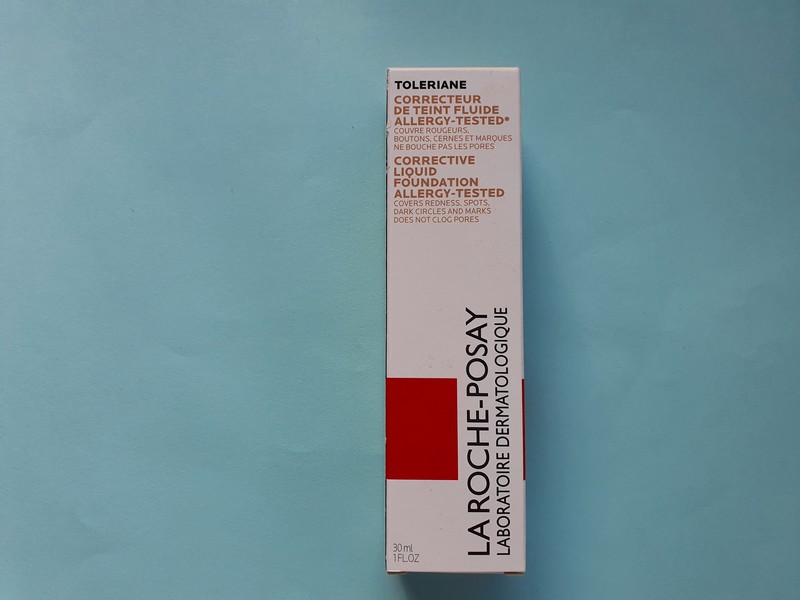 TOLERIANE
CORRECTEUR
DE TEINT FLUIDE
ALLERGY-TESTED*
COUVRE ROUGEURS,
BOUTONS, CERNES ET MARQUES
NE BOUCHE PAS LES PORES
CORRECTIVE
LIQUID
FOUNDATION
ALLERGY-TESTED
COVERS REDNESS, SPOTS,
DARK CIRCLES AND MARKS
DOES NOT CLOG PORES
LA ROCHE-POSAY
LABORATOIRE DERMATOLOGIQUE
30 ml
1 FL.OZ